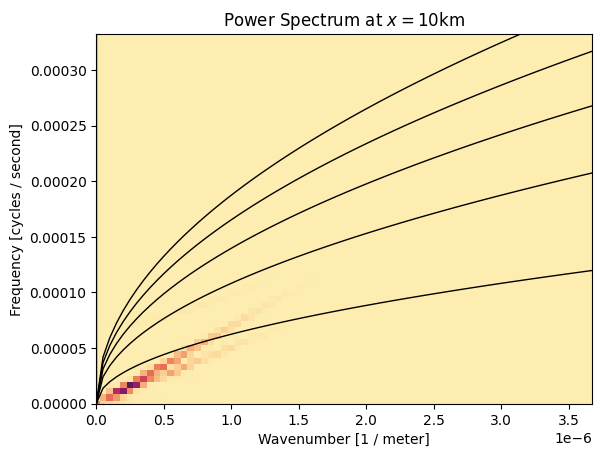 Power Spectrum at x = 10km
Frequency [cycles / second]
0.00030
0.00025
0.00020
0.00015
0.00010
0.00005
0.00000
0.0 0.5 1.0 1.5 2.0 2.5 3.0 3.5
Wavenumber [1 / meter]
1e−6